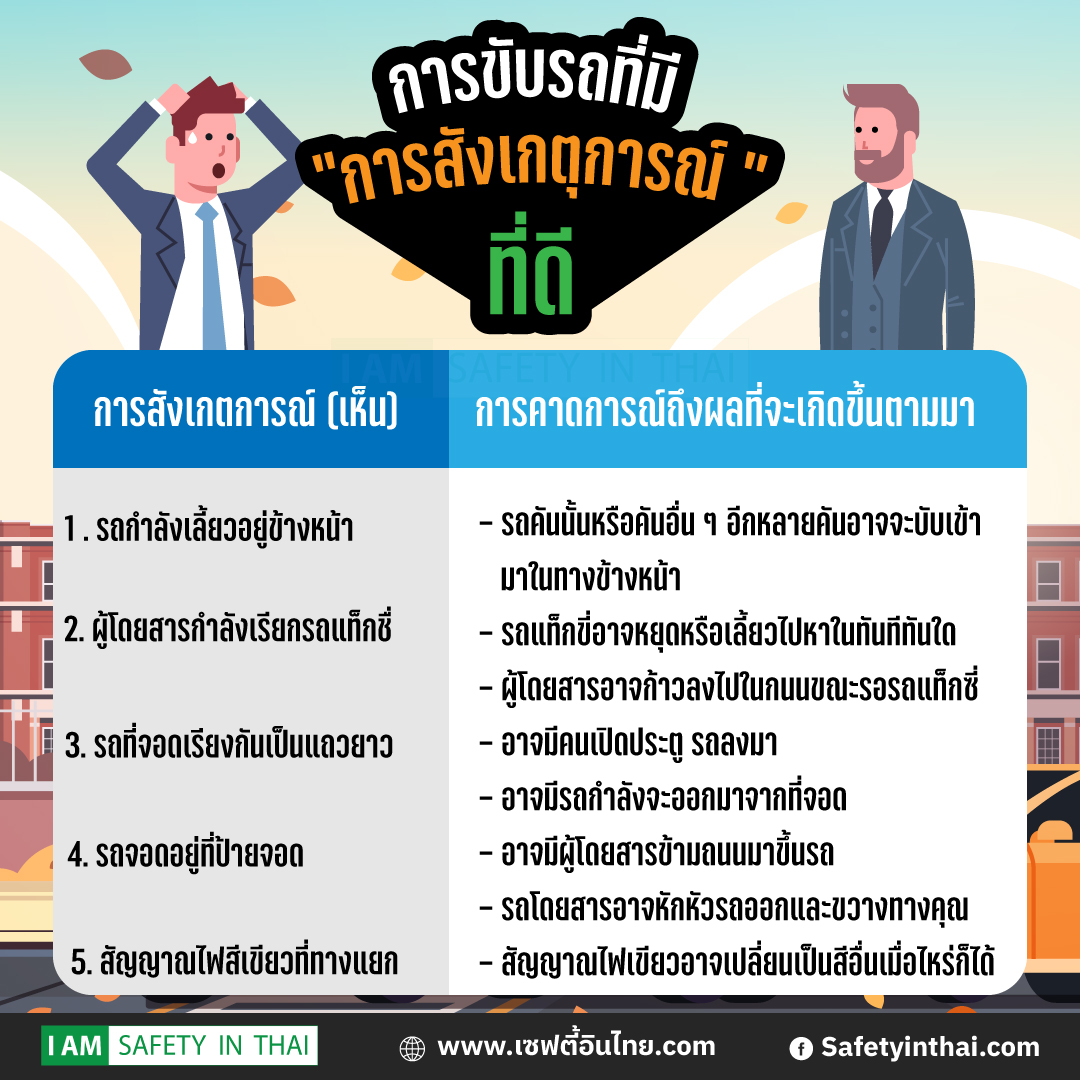 การขับรถที่มี
"การสังเกตุการณ์ "
ที่ดี
I AM SAFETY IN THAI
การสังเกตการณ์ (เห็น)
การคาดการณ์ถึงผลที่จะเกิดขึ้นตามมา
1 . รถกำลังเลี้ยวอยู่ข้างหน้า
- รถคันนั้นหรือคันอื่น ๆ อีกหลายคันอาจจะบับเข้า
มาในทางข้างหน้า
2. ผู้โดยสารกำลังเรียกรถแท็กชี่
- รถแท็กขี่อาจหยุดหรือเลี้ยวไปหาในทันทีทันใด
- ผู้โดยสารอาจก้าวลงไปในกนนขณะรอรถแท็กซี่
3. รถที่จอดเรียงกันเป็นแถวยาว
- อาจมีคนเปิดประตู รถลงมา
- อาจมีรถกำลังจะออกมาจากที่จอด
4. รถจอดอยู่ที่ป้ายจอด
- อาจมีผู้โดยสารข้ามถนนมาขึ้นรถ
- รถโดยสารอาจหักหัวรถออกและขวางทางคุณ
5. สัญญาณไฟสีเขียวที่ทางแยก
- สัญญาณไฟเขียวอาจเปลี่ยนเป็นสีอื่นเมื่อไหร่ก็ได้
I AM SAFETY IN THAI
www.เซฟตี้อินไทย.com
Safetyinthai.com